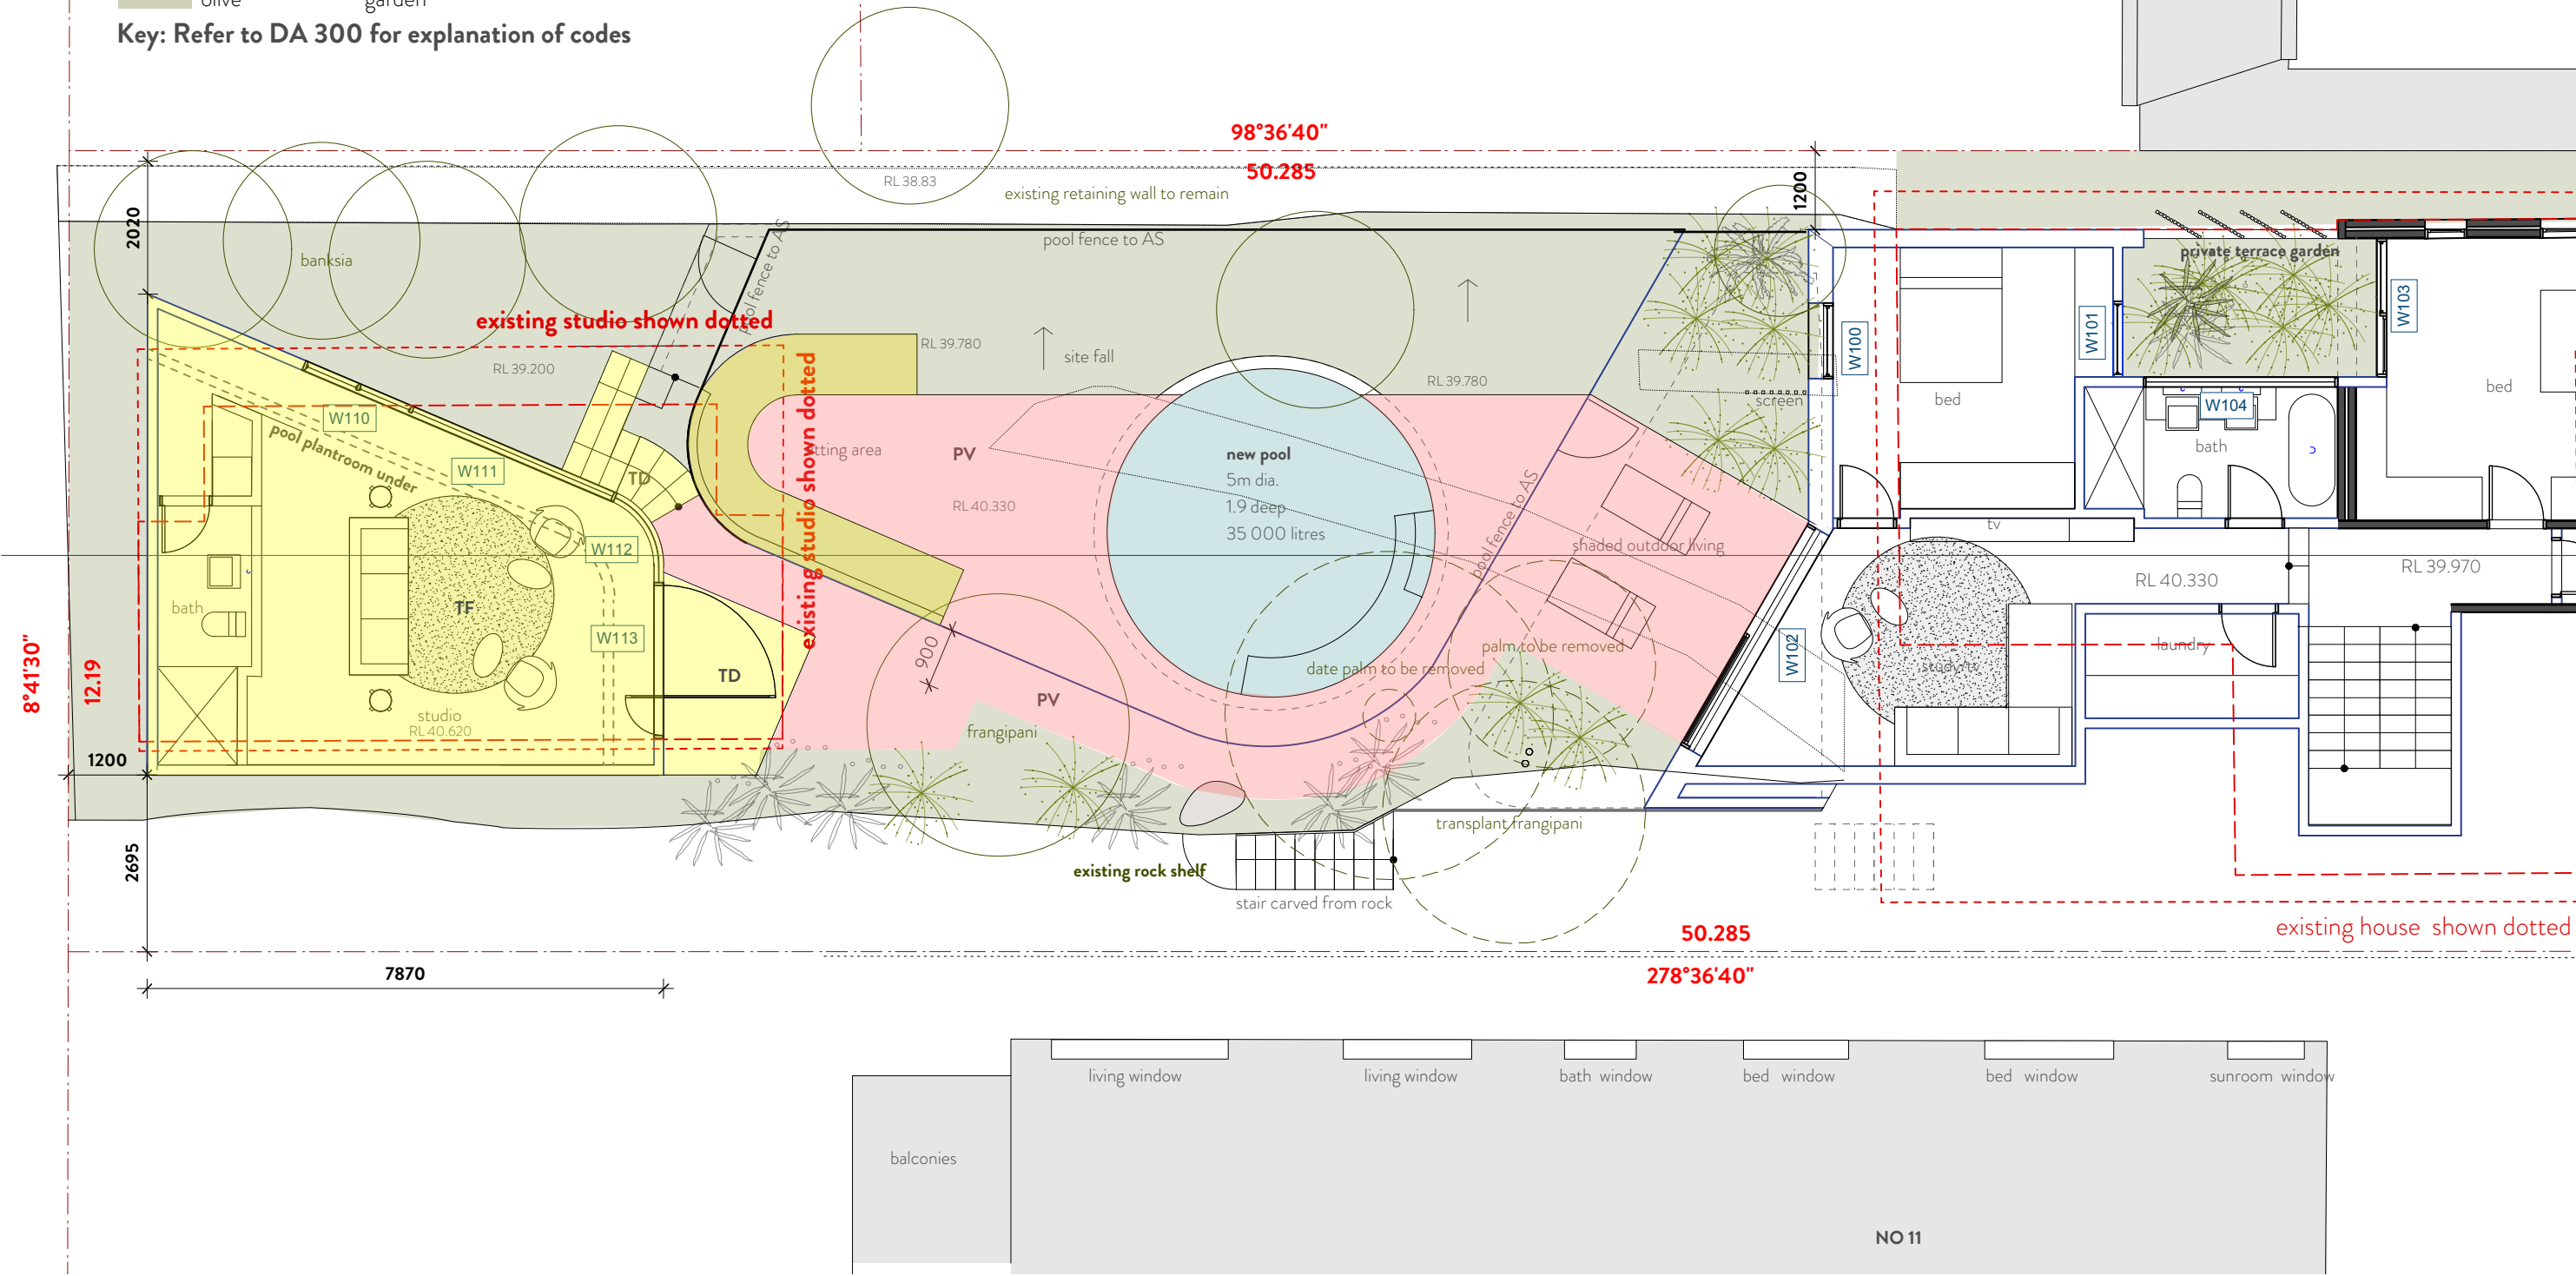 olive garden
Key: Refer to DA 300 for explanation of codes
98°36'40"
50.285
RL 38.83
existing retaining wall to remain
1200
2020
pool fence to AS
pool fence to AS
banksia
private terrace garden
existing studio shown dotted
RL 39.200
RL 39.780
site fall
RL 39.780
W100
W101
W103
screen
bed
bed
W104
bath
W110
pool plantroom under
W111
TD
sitting area
PV
new pool
5m dia.
1.9 deep
35 000 litres
RL 40.330
existing studio shown dotted
pool fence to AS
shaded outdoor living
tv
W112
RL 40.330
RL 39.970
bath
TF
W113
TD
900
palm to be removed
date palm to be removed
W102
laundry
study/tv
8°41'30"
12.19
PV
studio
RL 40.620
frangipani
1200
2695
transplant frangipani
existing rock shelf
stair carved from rock
50.285
existing house shown dotted
7870
278°36'40"
living window
living window
bath window
bed window
bed window
sunroom window
balconies
NO 11